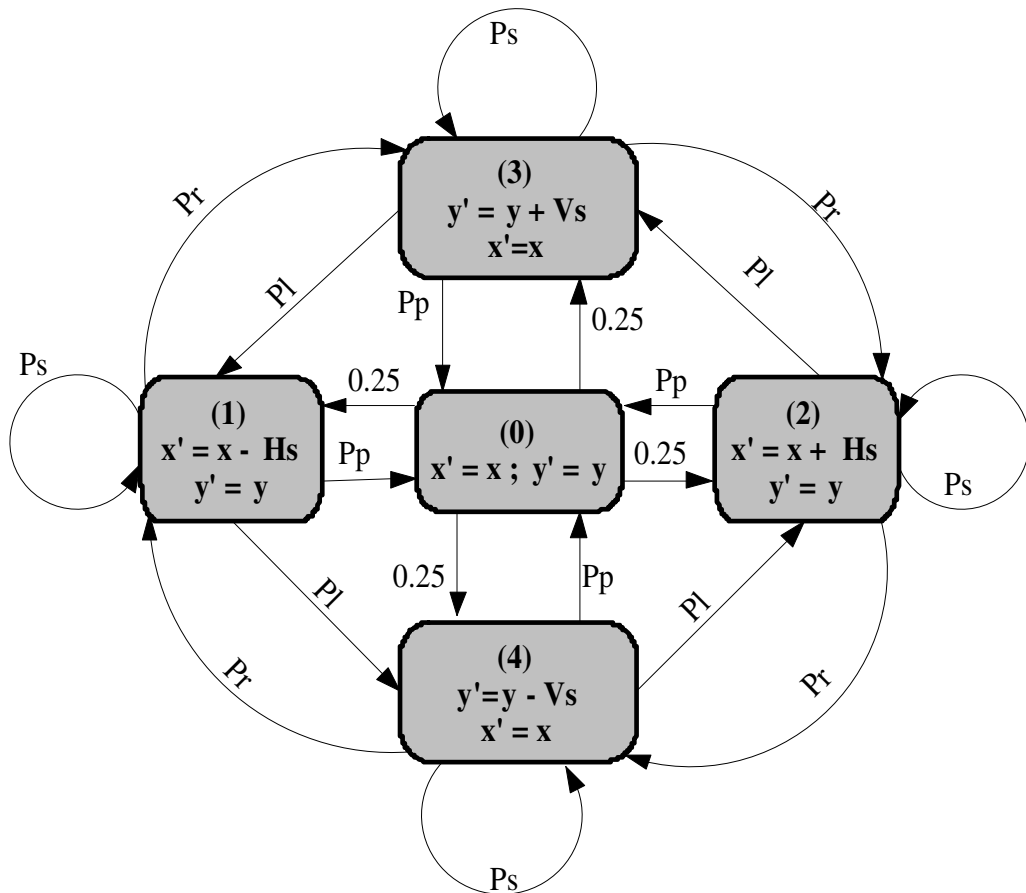 Ps
(3)
y' = y + Vs
x'=x
Pr
Pr
Pl
Pl
Pp
0.25
Ps
0.25
Pp
(1)
x' = x - Hs
y' = y
(0)
x' = x ; y' = y
(2)
x' = x + Hs
y' = y
Pp
0.25
Ps
0.25
Pp
Pl
Pl
Pr
Pr
(4)
y'=y - Vs
x' = x
Ps